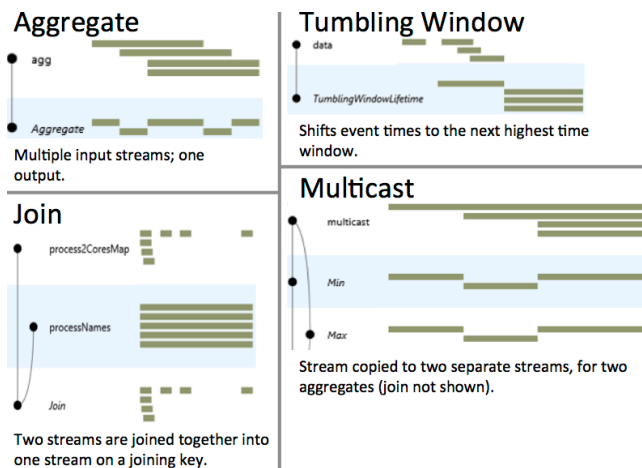 Aggregate
agg
Aggregate
Multiple input streams; one
output.
Tumbling Window
data
TumblingWindowLifetime
Shifts event times to the next highest time
window.
Join
process2CoresMap
processNames
Join
Two streams are joined together into
one stream on a joining key.
Multicast
multicast
Min
Max
Stream copied to two separate streams, for two
aggregates (join not shown).